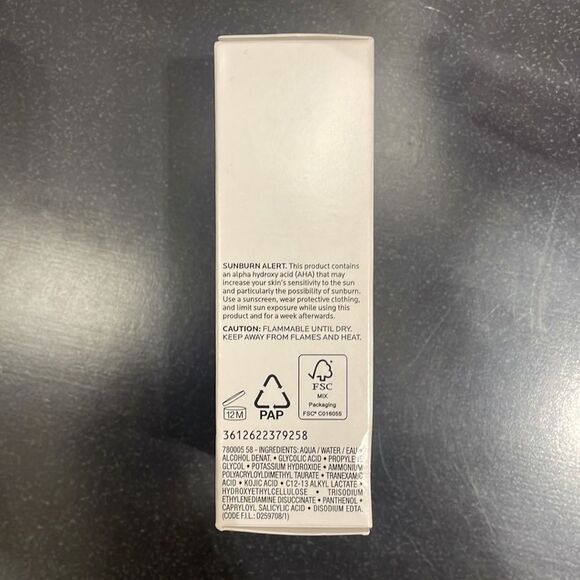 SUNBURN ALERT. This product contains
an alpha hydroxy acid (AHA) that may
increase your skin's sensitivity to the sun
and particularly the possibility of sunburn.
Use a sunscreen, wear protective clothing,
and limit sun exposure while using this
product and for a week afterwards.
CAUTION: FLAMMABLE UNTIL DRY.
KEEP AWAY FROM FLAMES AND HEAT.
12M
PAP
FSC
MIX
Packaging
FSC® C016055
3612622379258
780005 58 - INGREDIENTS: AQUA / WATER / EAU •
ALCOHOL DENAT. • GLYCOLIC ACID • PROPYLENE
GLYCOL • POTASSIUM HYDROXIDE • AMMONIUM
POLYACRYLOYLDIMETHYL TAURATE • TRANEXAMIC
ACID • KOJIC ACID • C12-13 ALKYL LACTATE •
HYDROXYETHYLCELLULOSE • TRISODIUM
ETHYLENEDIAMINE DISUCCINATE • PANTHENOL •
CAPRYLOYL SALICYLIC ACID • DISODIUM EDTA.
(CODE F.I.L.: D259708/1)